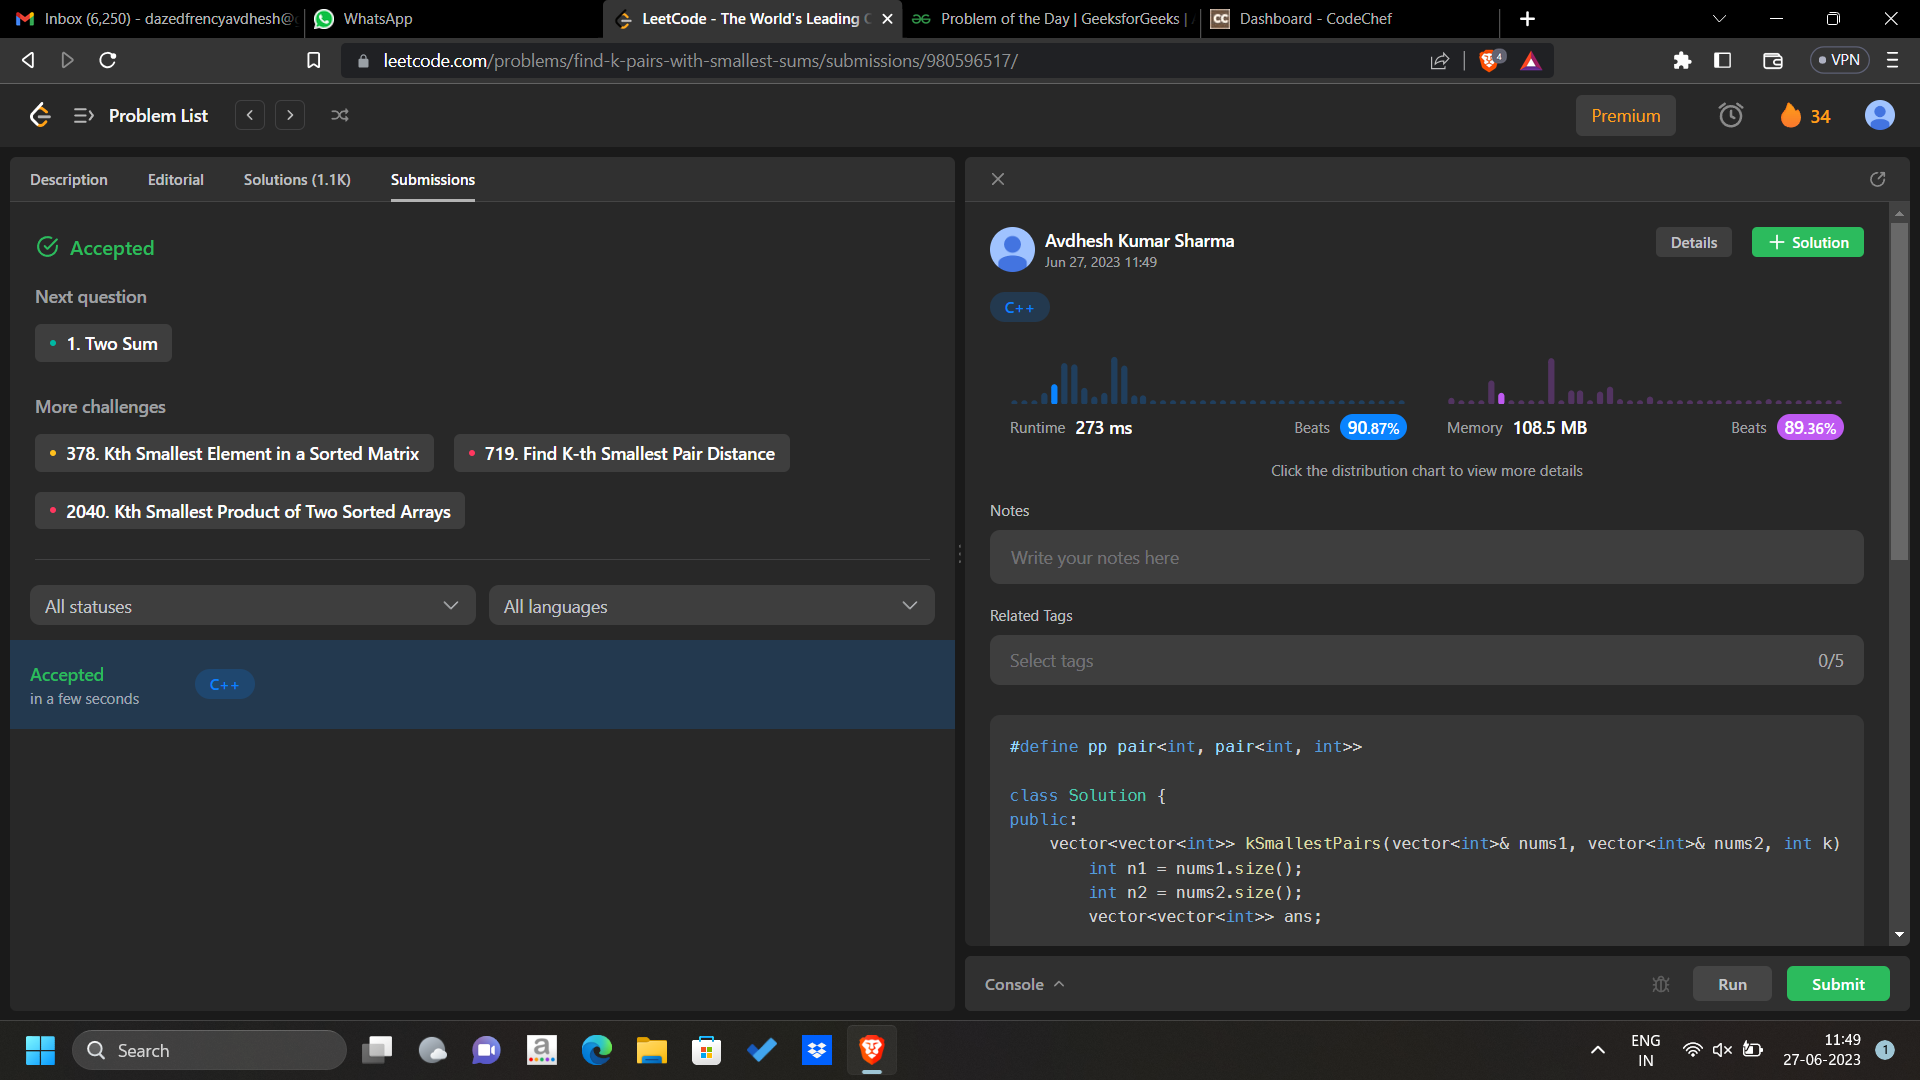 Inbox (6,250) - dazedfrencyavdhesh@
WhatsApp
LeetCode - The World's Leading
Problem of the Day | GeeksforGeeks |
CC
Dashboard - CodeChef
leetcode.com/problems/find-k-pairs-with-smallest-sums/submissions/980596517/
4
VPN
Problem List
Premium
34
Description
Editorial
Solutions (1.1K)
Submissions
Accepted
Next question
1. Two Sum
More challenges
378. Kth Smallest Element in a Sorted Matrix
719. Find K-th Smallest Pair Distance
2040. Kth Smallest Product of Two Sorted Arrays
All statuses
All languages
Accepted
in a few seconds
C++
Avdhesh Kumar Sharma
Jun 27, 2023 11:49
Details
+ Solution
C++
Runtime 273 ms
Beats 90.87%
Memory 108.5 MB
Beats 89.36%
Click the distribution chart to view more details
Notes
Write your notes here
Related Tags
Select tags
0/5
#define pp pair<int, pair<int, int>>
class Solution {
public:
vector<vector<int>> kSmallestPairs(vector<int>& nums1, vector<int>& nums2, int k)
int n1 = nums1.size();
int n2 = nums2.size();
vector<vector<int>> ans;
Console
Run
Submit
Search
a
ENG
IN
11:49
27-06-2023
1